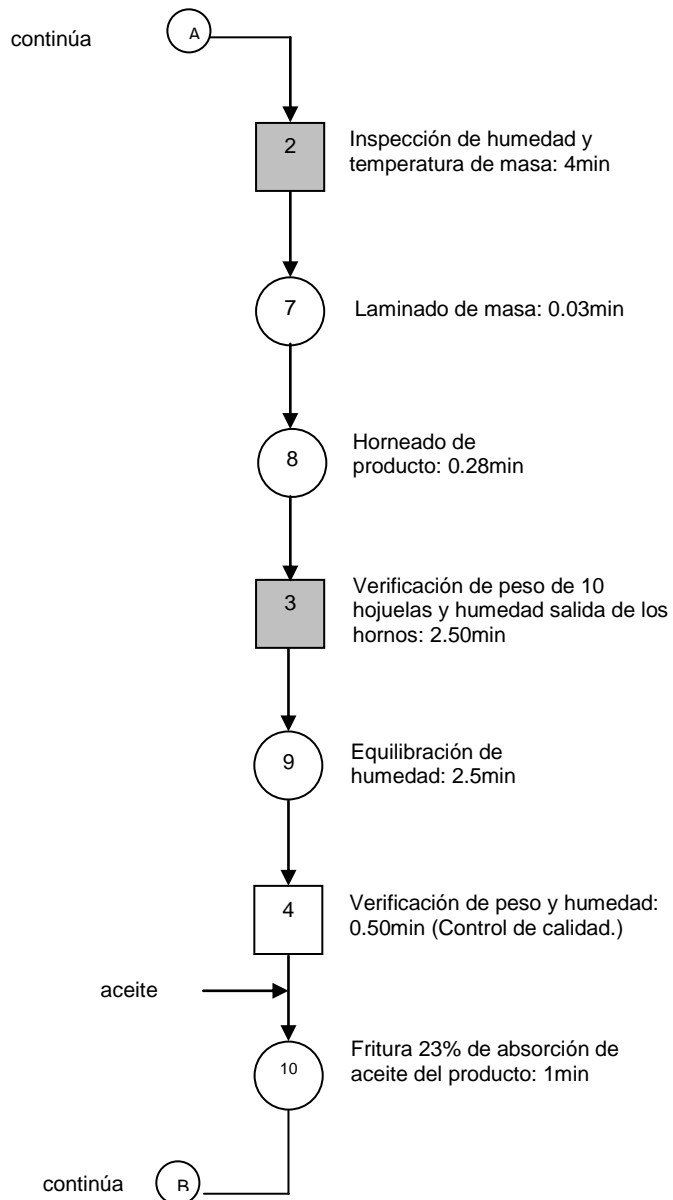 continúa
A
2
Inspección de humedad y
temperatura de masa: 4min
7
Laminado de masa: 0.03min
8
Horneado de
producto: 0.28min
3
Verificación de peso de 10
hojuelas y humedad salida de los
hornos: 2.50min
9
Equilibración de
humedad: 2.5min
4
Verificación de peso y humedad:
0.50min (Control de calidad.)
aceite
10
Fritura 23% de absorción de
aceite del producto: 1min
continúa
B